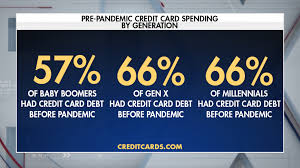 PRE-PANDEMIC CREDIT CARD SPENDING
BY GENERATION
57% 66% 66%
OF BABY BOOMERS OF GEN X OF MILLENNIALS
HAD CREDIT CARD DEBT HAD CREDIT CARD DEBT HAD CREDIT CARD DEBT
BEFORE PANDEMIC BEFORE PANDEMIC BEFORE PANDEMIC
CREDITCARDS.COM